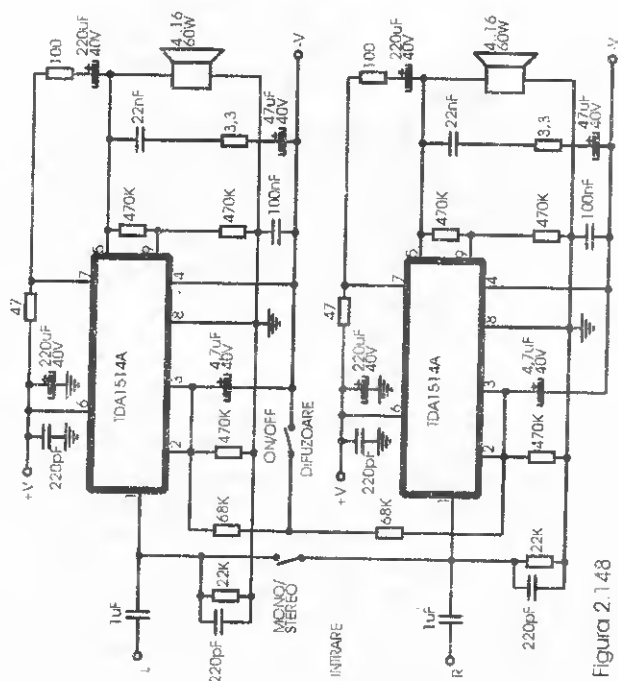 +V
220pF
220uF
40V
47
100
220uF
40V
6
7
5
TDA1514A
1
2
3
8
4
9
1uF
L
470K
4,7uF
40V
470K
470K
22nF
3,3
4..16
60W
100nF
47uF
40V
-V
220pF
22K
68K
MONO/
STEREO
ON/OFF
DIFUZOARE
INTRARE
+V
220pF
220uF
40V
47
100
220uF
40V
6
7
5
TDA1514A
1
2
3
8
4
9
1uF
R
68K
470K
4,7uF
40V
470K
470K
22nF
3,3
4..16
60W
100nF
47uF
40V
-V
220pF
22K
Figura 2.148